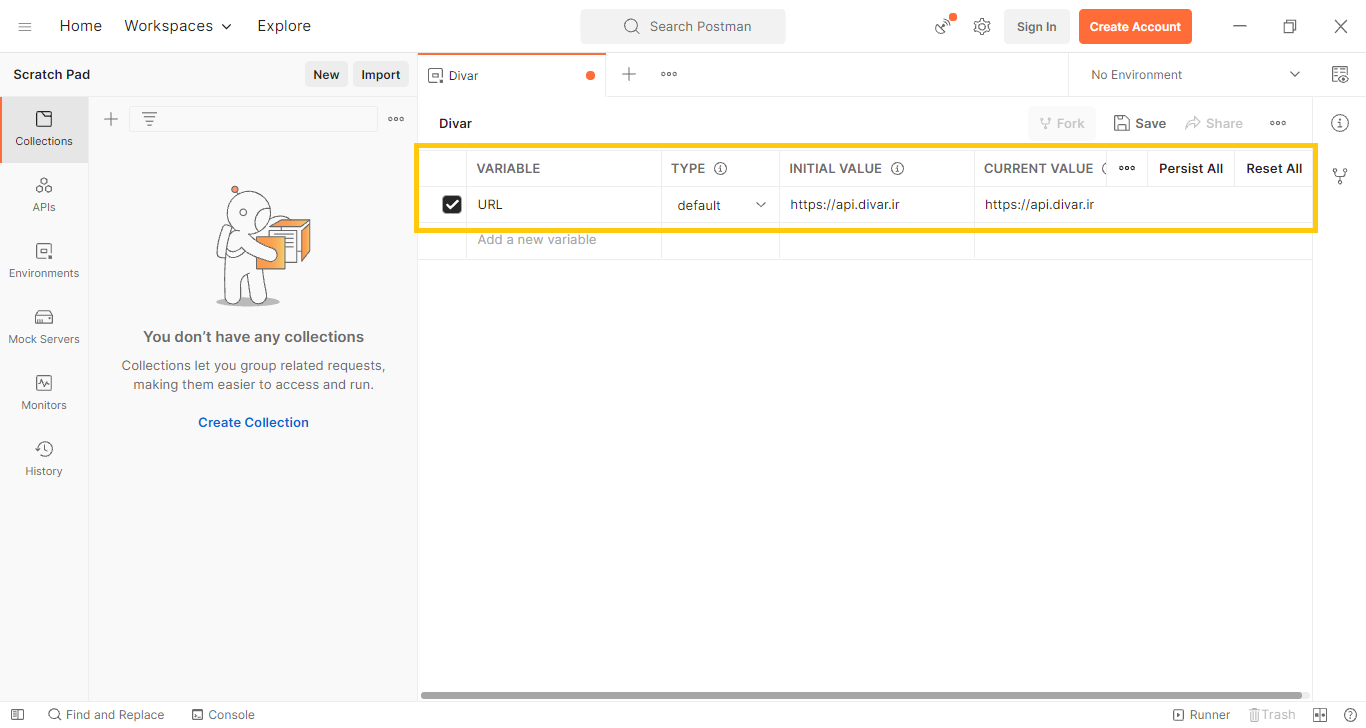 Home Workspaces Explore Search Postman Sign In Create Account
Scratch Pad New Import Divar No Environment
Divar Fork Save Share
Collections
APIs
Environments
Mock Servers
Monitors
History
You don’t have any collections
Collections let you group related requests,
making them easier to access and run.
Create Collection
VARIABLE TYPE INITIAL VALUE CURRENT VALUE Persist All Reset All
URL default https://api.divar.ir https://api.divar.ir
Add a new variable
Find and Replace Console Runner Trash